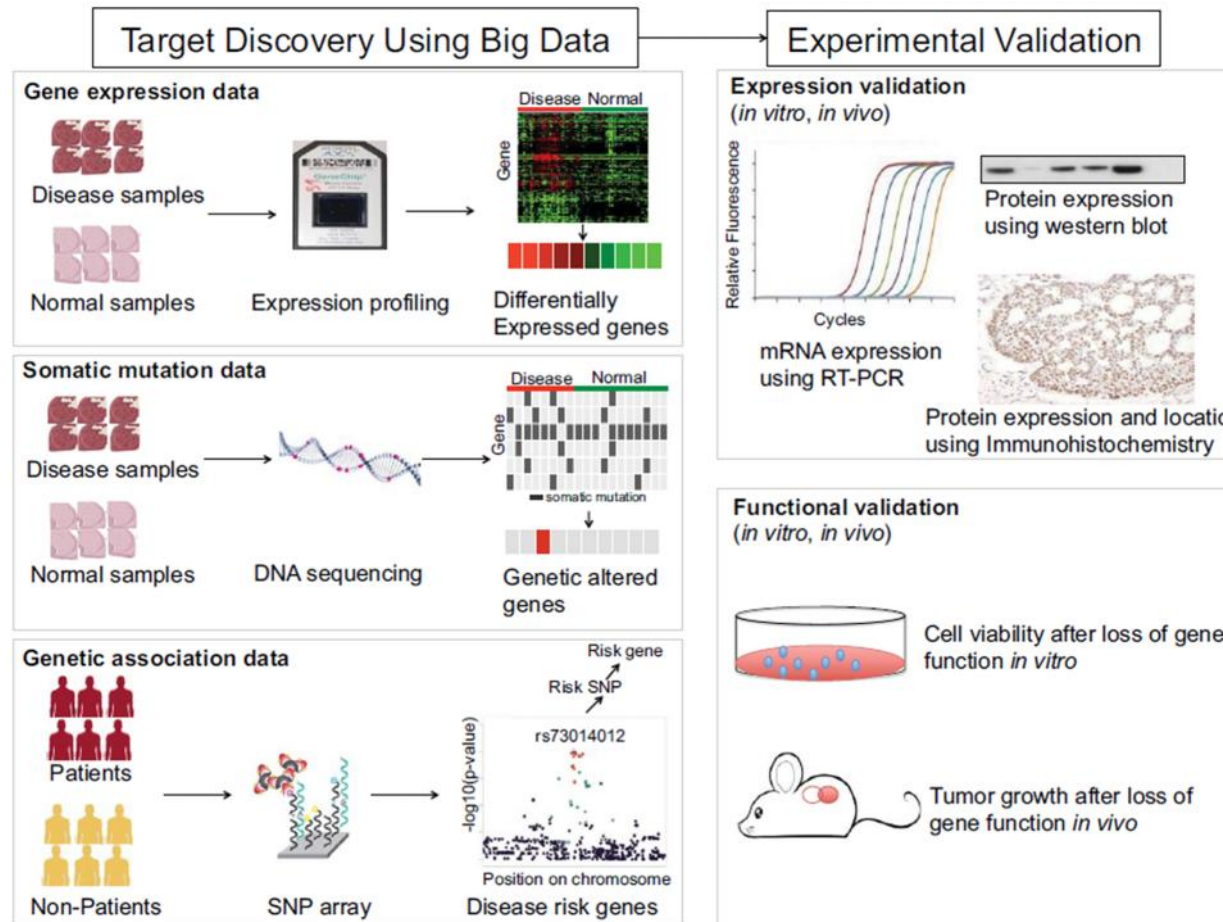 Target Discovery Using Big Data
Experimental Validation
Gene expression data
Disease samples
Normal samples
GeneChip
Expression profiling
Disease Normal
Gene
Differentially
Expressed genes
Somatic mutation data
Disease samples
Normal samples
DNA sequencing
Disease Normal
Gene
somatic mutation
Genetic altered
genes
Genetic association data
Patients
Non-Patients
SNP array
Risk gene
Risk SNP
rs73014012
-log10(p-value)
Position on chromosome
Disease risk genes
Expression validation
(in vitro, in vivo)
Relative Fluorescence
Cycles
mRNA expression
using RT-PCR
Protein expression
using western blot
Protein expression and locatio
using Immunohistochemistry
Functional validation
(in vitro, in vivo)
Cell viability after loss of gene
function in vitro
Tumor growth after loss of
gene function in vivo